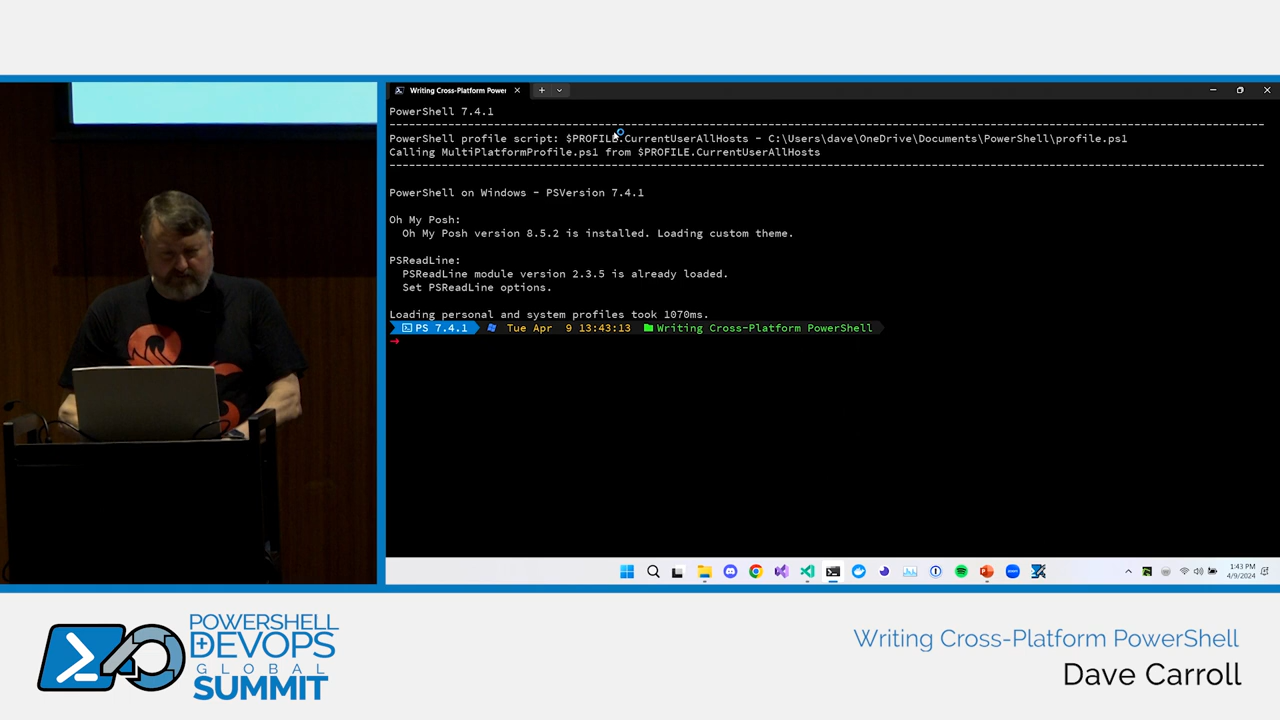 Writing Cross-Platform Power
PowerShell 7.4.1
PowerShell profile script: $PROFILE.CurrentUserAllHosts - C:\Users\dave\OneDrive\Documents\PowerShell\profile.ps1
Calling MultiPlatformProfile.ps1 from $PROFILE.CurrentUserAllHosts
PowerShell on Windows - PSVersion 7.4.1
Oh My Posh:
Oh My Posh version 8.5.2 is installed. Loading custom theme.
PSReadLine:
PSReadLine module version 2.3.5 is already loaded.
Set PSReadLine options.
Loading personal and system profiles took 1070ms.
PS 7.4.1 Tue Apr 9 13:43:13 Writing Cross-Platform PowerShell
1:43 PM
4/9/2024
POWERSHELL
DEVOPS
GLOBAL
SUMMIT
Writing Cross-Platform PowerShell
Dave Carroll